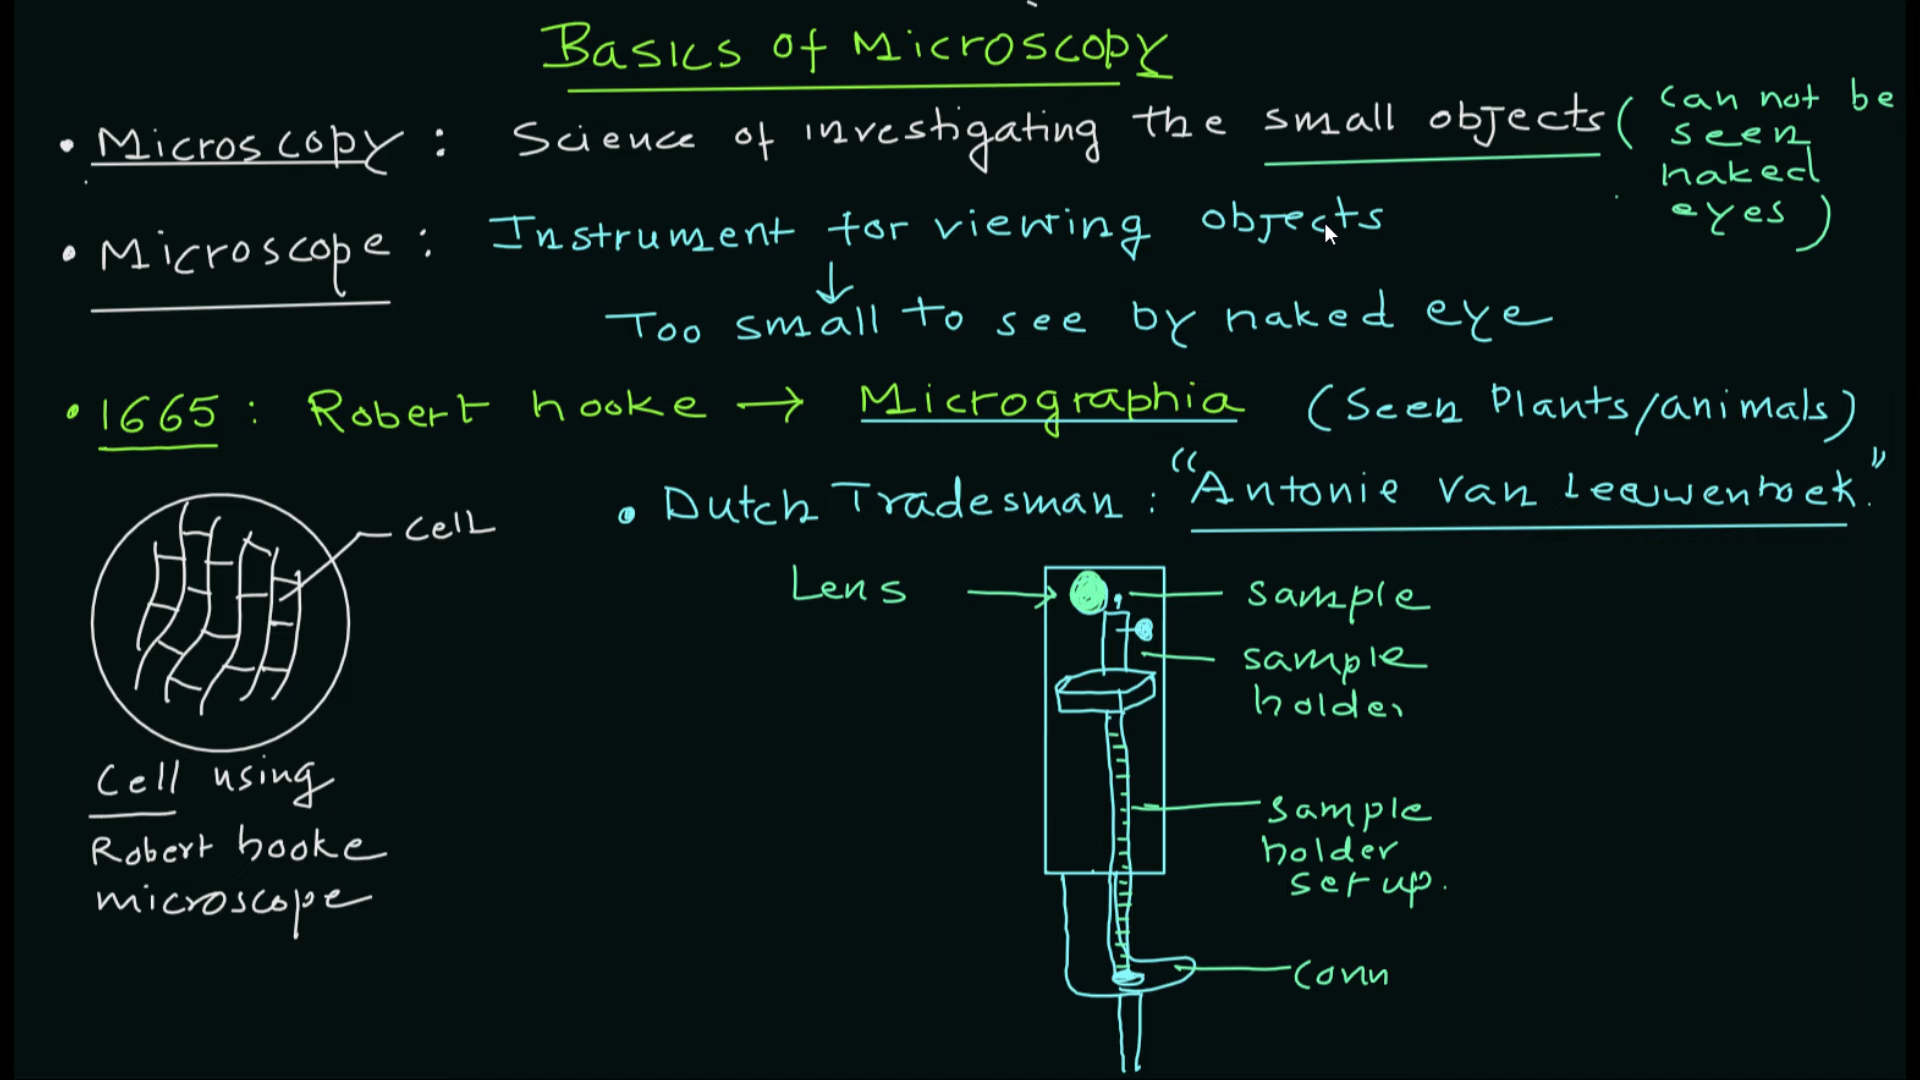 Basics of Microscopy
• Microscopy : Science of investigating the small objects ( can not be
seen
naked
eyes )
• Microscope : Instrument for viewing objects
↓
Too small to see by naked eye
• 1665 : Robert hooke → Micrographia (Seen Plants/animals)
• Dutch Tradesman : "Antonie van leeuwenhoek."
cell
Cell using
Robert hooke
microscope
Lens
sample
sample
holder
sample
holder
set up.
Conn